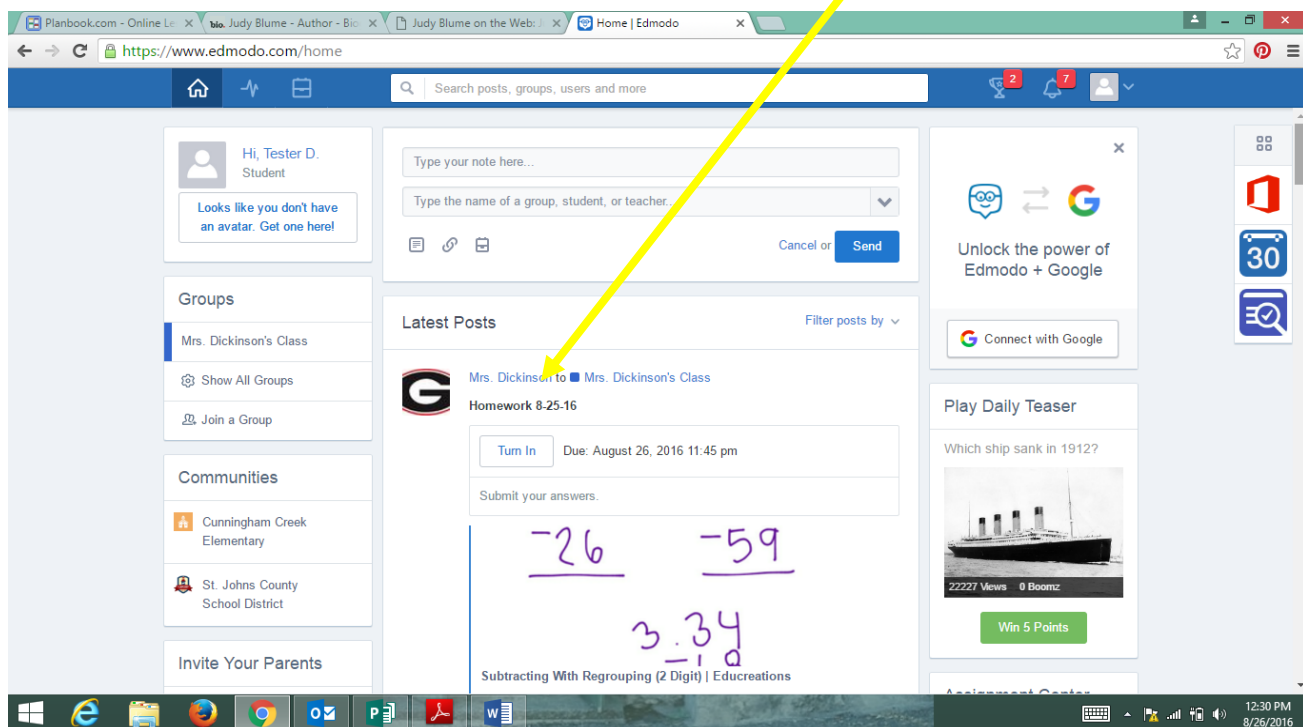 Planbook.com - Online Le
bio. Judy Blume - Author - Bio
Judy Blume on the Web: J
Home | Edmodo
https://www.edmodo.com/home
Search posts, groups, users and more
2
7
Hi, Tester D.
Student
Looks like you don't have
an avatar. Get one here!
Groups
Mrs. Dickinson's Class
Show All Groups
Join a Group
Communities
Cunningham Creek
Elementary
St. Johns County
School District
Invite Your Parents
Type your note here...
Type the name of a group, student, or teacher...
Cancel or Send
Latest Posts
Filter posts by
G
Mrs. Dickinson to Mrs. Dickinson's Class
Homework 8-25-16
Turn In Due: August 26, 2016 11:45 pm
Submit your answers.
-26 -59
3.34
Subtracting With Regrouping (2 Digit) | Educreations
G
Unlock the power of
Edmodo + Google
G Connect with Google
Play Daily Teaser
Which ship sank in 1912?
22227 Views 0 Boomz
Win 5 Points
30
12:30 PM
8/26/2016